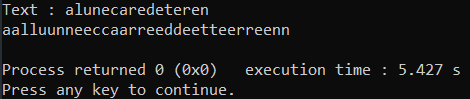 Text : alunecaredeteren
aalluunneeccaarreeddeetteerreenn
Process returned 0 (0x0)   execution time : 5.427 s
Press any key to continue.